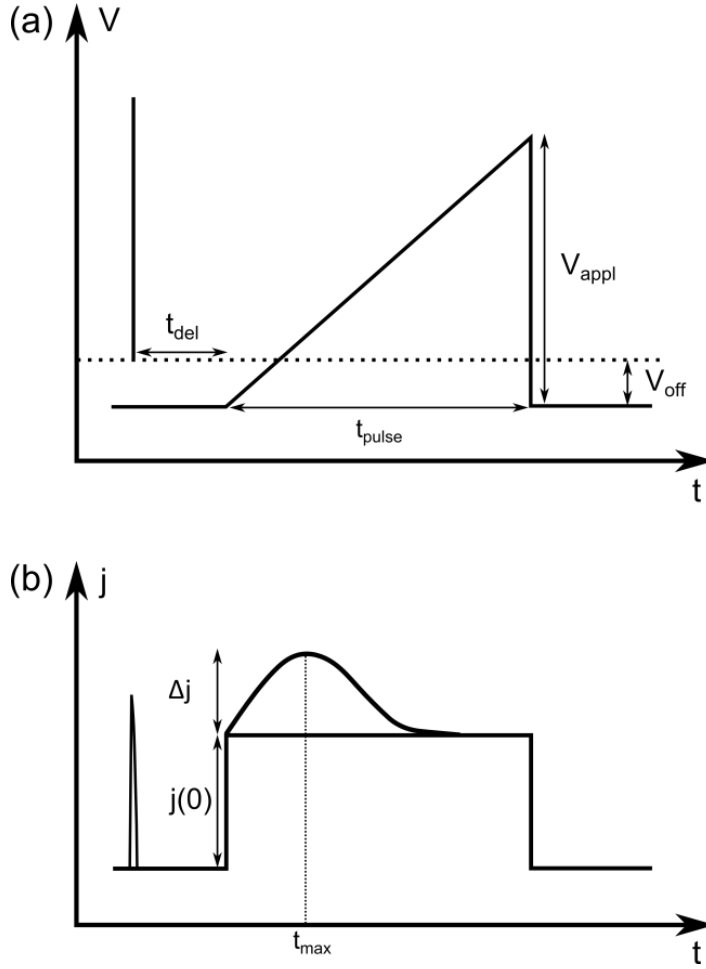 (a) V
t_del
V_appl
V_off
t_pulse
t
(b) j
Δj
j(0)
t_max
t